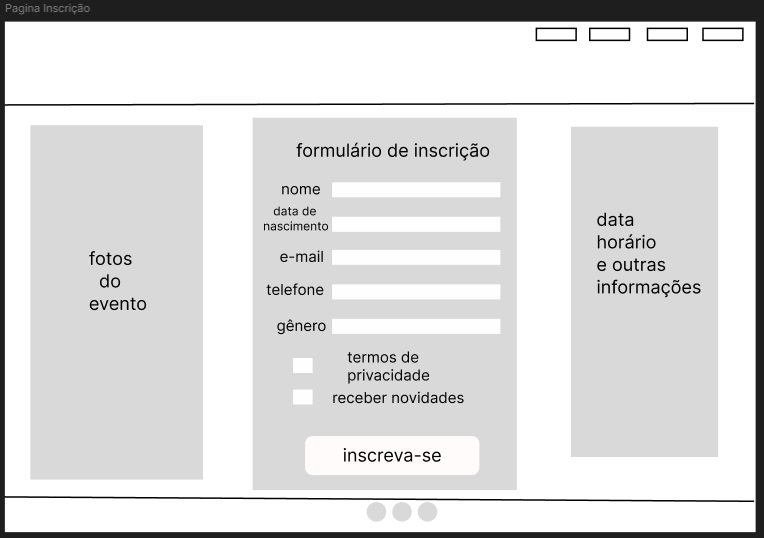 Pagina Inscrição
fotos
do
evento
formulário de inscrição
nome
data de
nascimento
e-mail
telefone
gênero
termos de
privacidade
receber novidades
inscreva-se
data
horário
e outras
informações